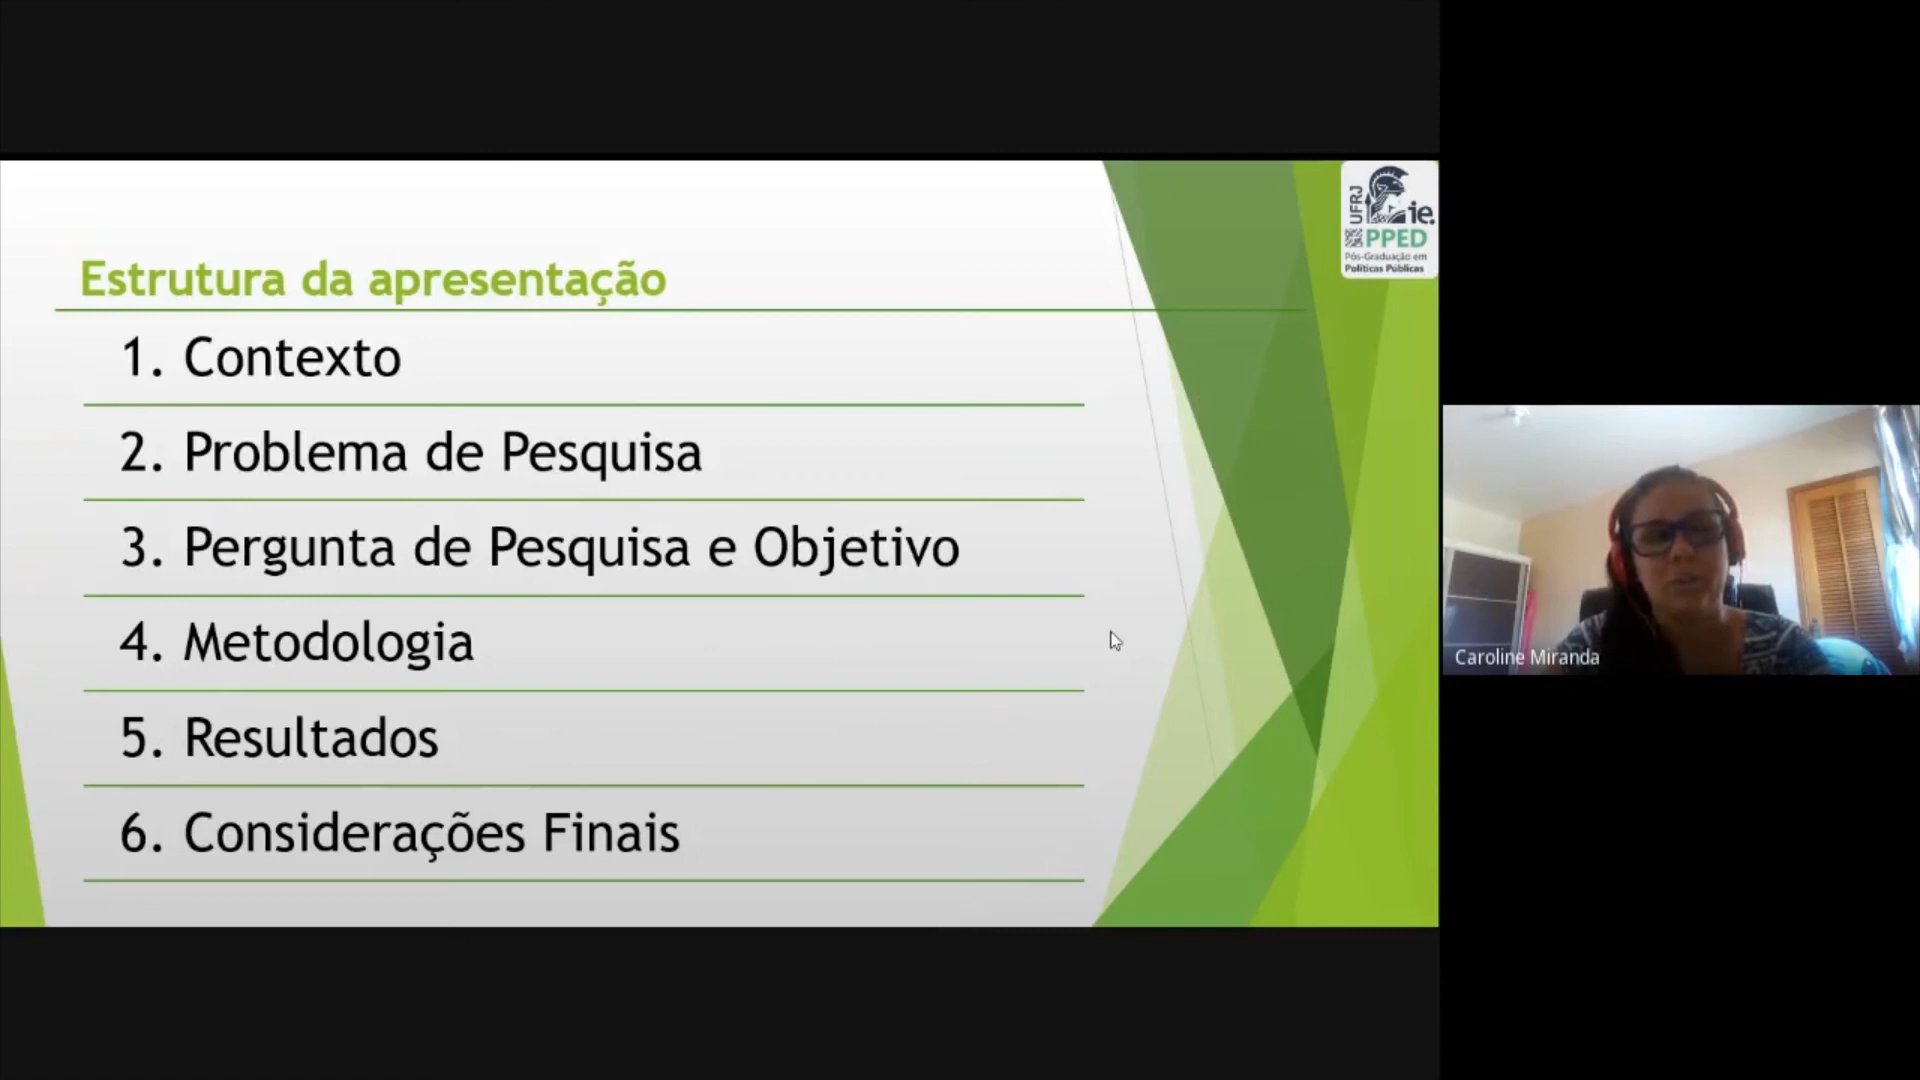 Estrutura da apresentação
1. Contexto
2. Problema de Pesquisa
3. Pergunta de Pesquisa e Objetivo
4. Metodologia
5. Resultados
6. Considerações Finais
UFRJ
ie.
PPED
Pós-Graduação em
Políticas Públicas
Caroline Miranda